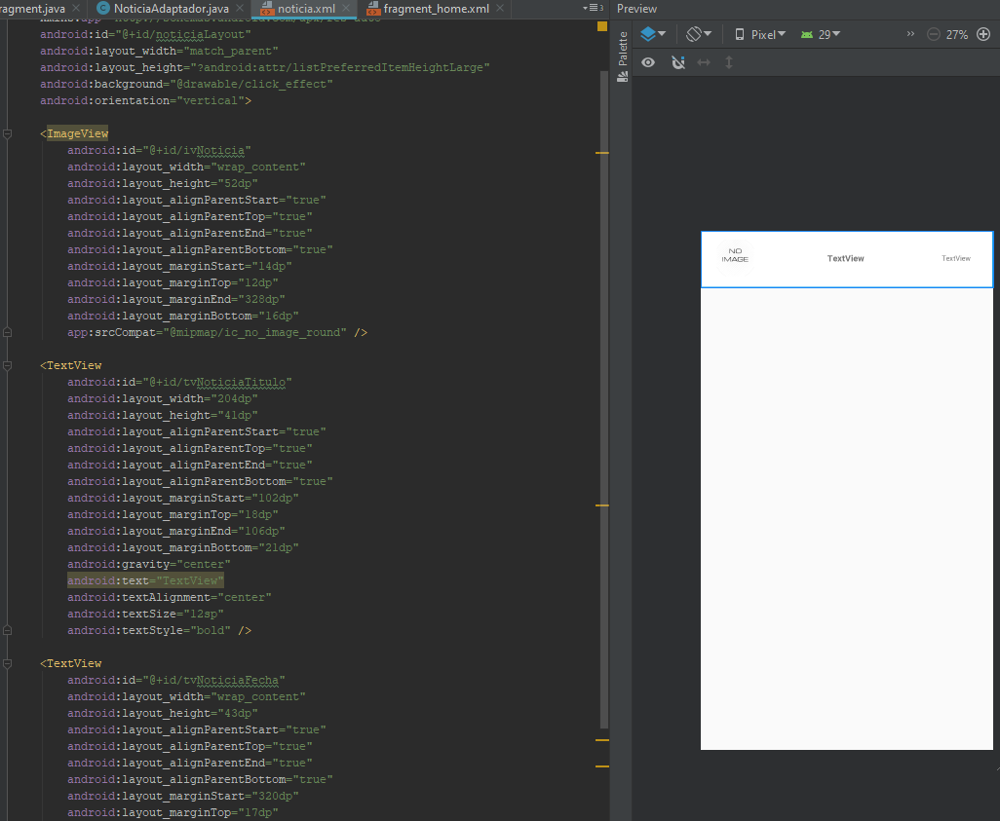 ragment.java NoticiaAdaptador.java noticia.xml fragment_home.xml 3 Preview
android:id="@+id/noticiaLayout"
android:layout_width="match_parent"
android:layout_height="?android:attr/listPreferredItemHeightLarge"
android:background="@drawable/click_effect"
android:orientation="vertical">
<ImageView
android:id="@+id/ivNoticia"
android:layout_width="wrap_content"
android:layout_height="52dp"
android:layout_alignParentStart="true"
android:layout_alignParentTop="true"
android:layout_alignParentEnd="true"
android:layout_alignParentBottom="true"
android:layout_marginStart="14dp"
android:layout_marginTop="12dp"
android:layout_marginEnd="328dp"
android:layout_marginBottom="16dp"
app:srcCompat="@mipmap/ic_no_image_round" />
<TextView
android:id="@+id/tvNoticiaTitulo"
android:layout_width="204dp"
android:layout_height="41dp"
android:layout_alignParentStart="true"
android:layout_alignParentTop="true"
android:layout_alignParentEnd="true"
android:layout_alignParentBottom="true"
android:layout_marginStart="102dp"
android:layout_marginTop="18dp"
android:layout_marginEnd="106dp"
android:layout_marginBottom="21dp"
android:gravity="center"
android:text="TextView"
android:textAlignment="center"
android:textSize="12sp"
android:textStyle="bold" />
<TextView
android:id="@+id/tvNoticiaFecha"
android:layout_width="wrap_content"
android:layout_height="43dp"
android:layout_alignParentStart="true"
android:layout_alignParentTop="true"
android:layout_alignParentEnd="true"
android:layout_alignParentBottom="true"
android:layout_marginStart="320dp"
android:layout_marginTop="17dp"
Palette
Pixel 29 » 27%
NO
IMAGE
TextView
TextView